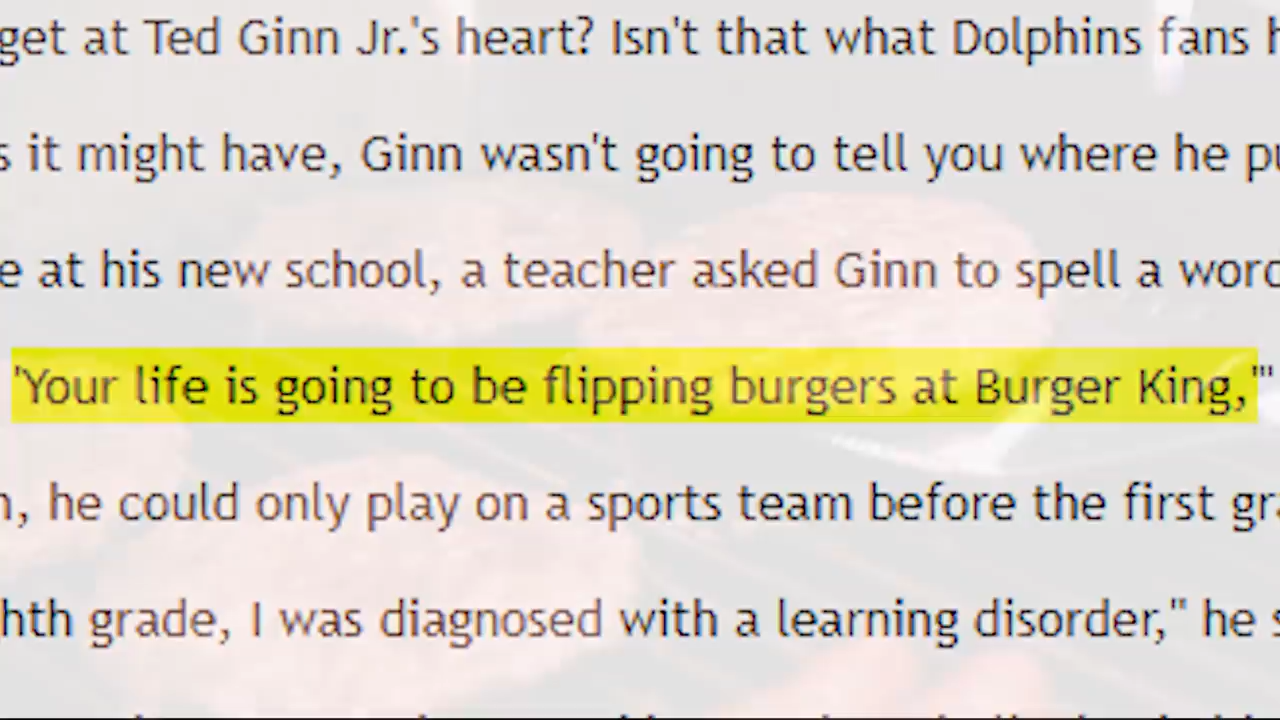 get at Ted Ginn Jr.'s heart? Isn't that what Dolphins fans
it might have, Ginn wasn't going to tell you where he
at his new school, a teacher asked Ginn to spell a
'Your life is going to be flipping burgers at Burger King,'"
he could only play on a sports team before the first
grade, I was diagnosed with a learning disorder," he